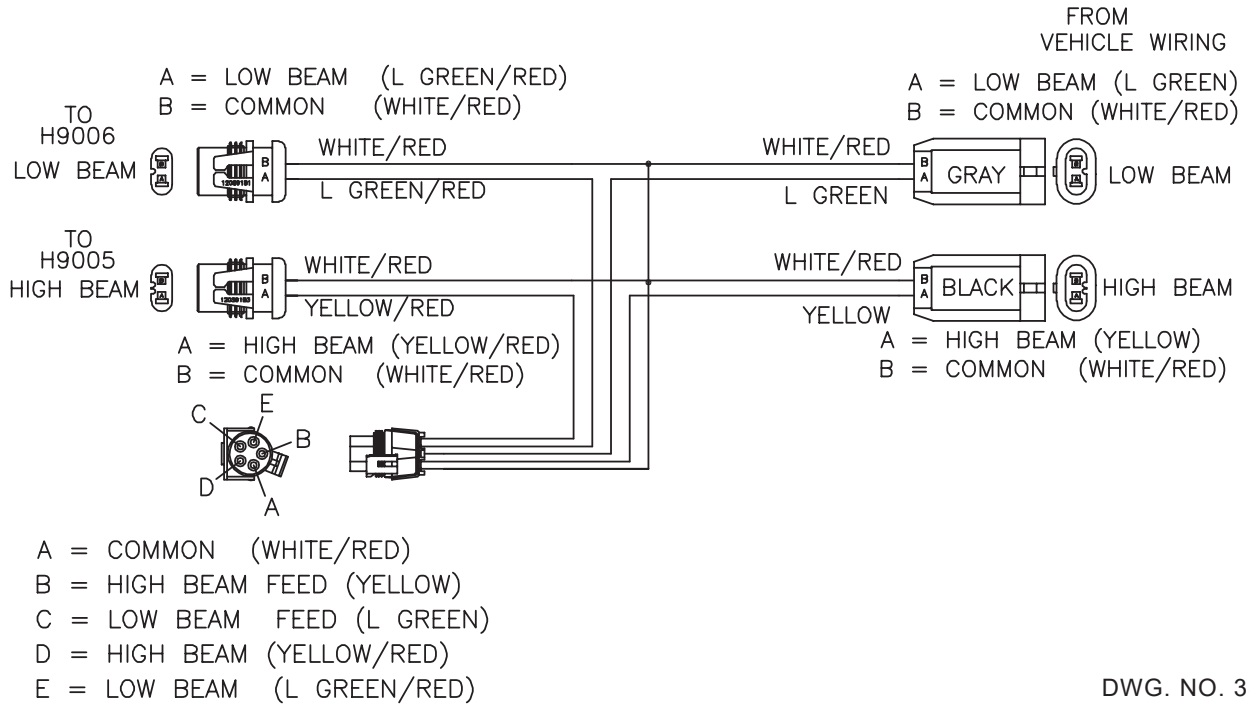 FROM
VEHICLE WIRING
A = LOW BEAM (L GREEN/RED)
B = COMMON (WHITE/RED)
A = LOW BEAM (L GREEN)
B = COMMON (WHITE/RED)
TO
H9006
LOW BEAM
B
A
B
A
WHITE/RED
L GREEN/RED
WHITE/RED
L GREEN
B
A
GRAY
B
A
LOW BEAM
TO
H9005
HIGH BEAM
B
A
B
A
WHITE/RED
YELLOW/RED
WHITE/RED
YELLOW
B
A
BLACK
B
A
HIGH BEAM
A = HIGH BEAM (YELLOW/RED)
B = COMMON (WHITE/RED)
A = HIGH BEAM (YELLOW)
B = COMMON (WHITE/RED)
E
C
B
D
A
A = COMMON (WHITE/RED)
B = HIGH BEAM FEED (YELLOW)
C = LOW BEAM FEED (L GREEN)
D = HIGH BEAM (YELLOW/RED)
E = LOW BEAM (L GREEN/RED)
DWG. NO. 3